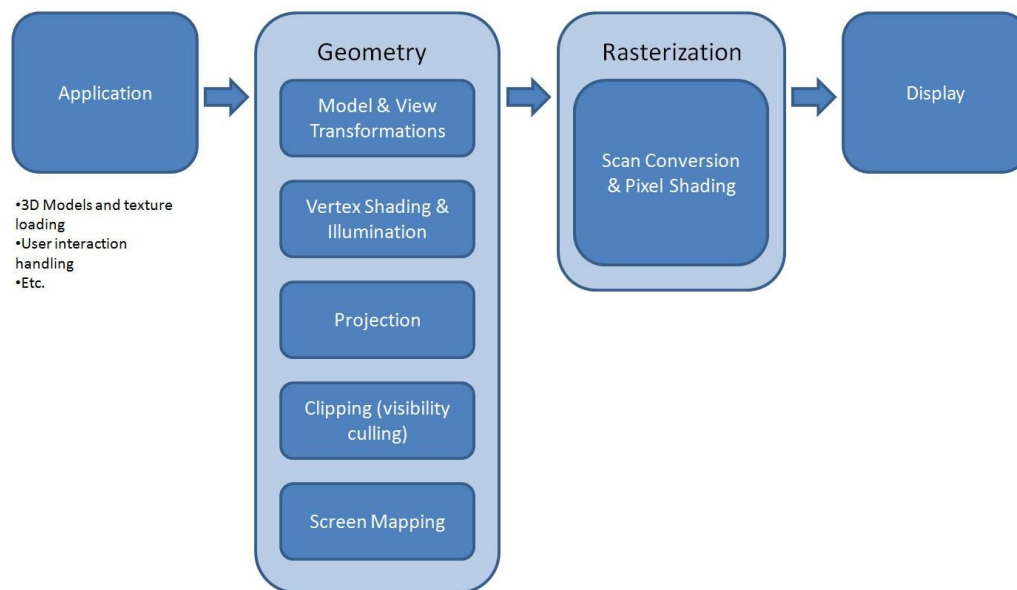 Application
•3D Models and texture
loading
•User interaction
handling
•Etc.
Geometry
Model & View
Transformations
Vertex Shading &
Illumination
Projection
Clipping (visibility
culling)
Screen Mapping
Rasterization
Scan Conversion
& Pixel Shading
Display